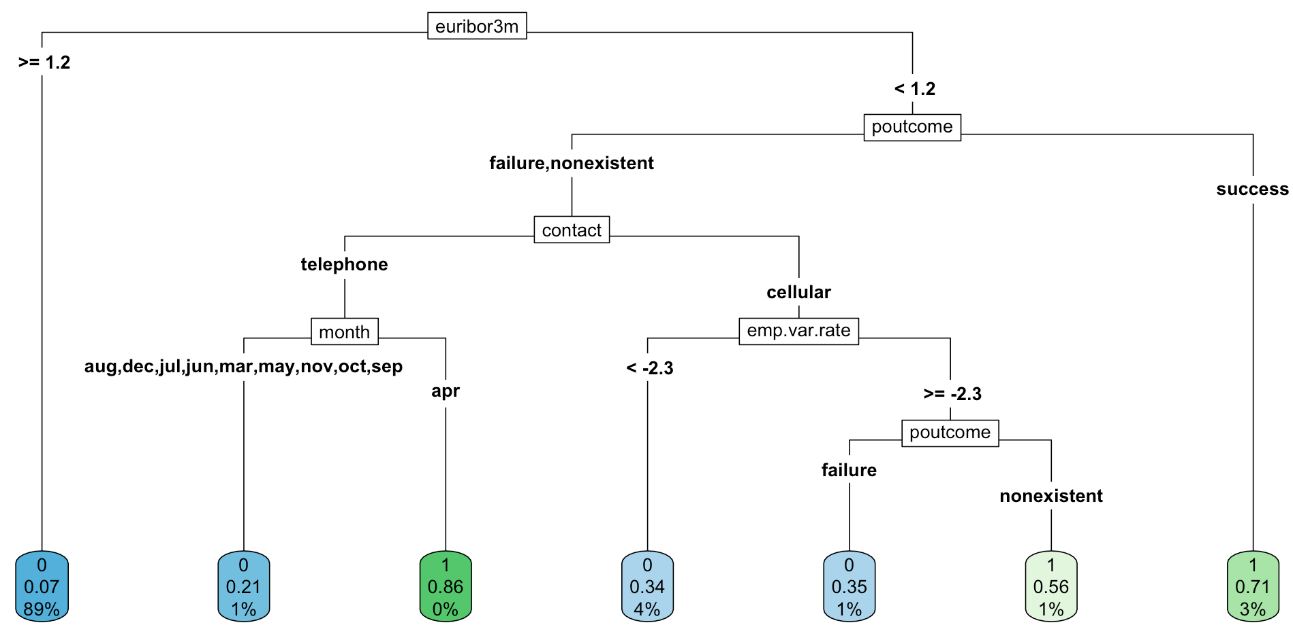 euribor3m
>= 1.2
< 1.2
poutcome
failure,nonexistent
success
contact
telephone
cellular
month
emp.var.rate
aug,dec,jul,jun,mar,may,nov,oct,sep
< -2.3
apr
>= -2.3
poutcome
failure
nonexistent
0
0.07
89%
0
0.21
1%
1
0.86
0%
0
0.34
4%
0
0.35
1%
1
0.56
1%
1
0.71
3%